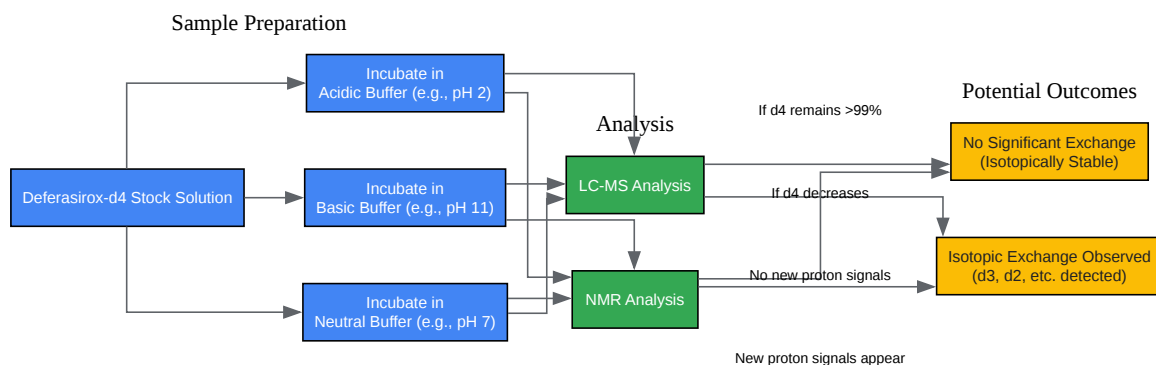 Sample Preparation
Incubate in
Acidic Buffer (e.g., pH 2)
Deferasirox-d4 Stock Solution
Incubate in
Basic Buffer (e.g., pH 11)
Incubate in
Neutral Buffer (e.g., pH 7)
Analysis
LC-MS Analysis
NMR Analysis
If d4 remains >99%
If d4 decreases
No new proton signals
New proton signals appear
Potential Outcomes
No Significant Exchange
(Isotopically Stable)
Isotopic Exchange Observed
(d3, d2, etc. detected)